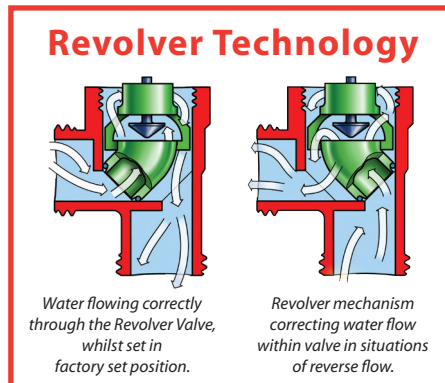 Revolver Technology
Water flowing correctly
through the Revolver Valve,
whilst set in
factory set position.
Revolver mechanism
correcting water flow
within valve in situations
of reverse flow.